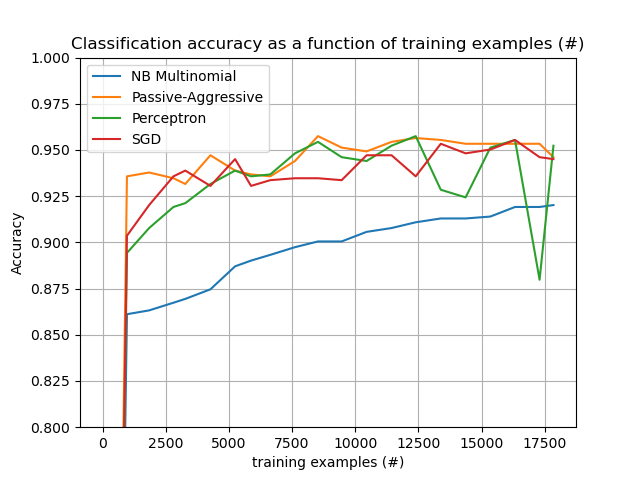 Classification accuracy as a function of training examples (#)
NB Multinomial
Passive-Aggressive
Perceptron
SGD
Accuracy
1.000
0.975
0.950
0.925
0.900
0.875
0.850
0.825
0.800
0 2500 5000 7500 10000 12500 15000 17500
training examples (#)